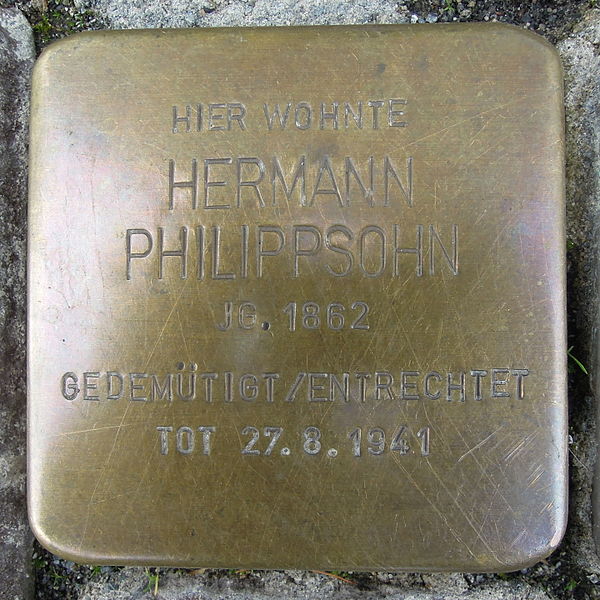 HIER WOHNTE
HERMANN
PHILIPPSOHN
JG. 1862
GEDEMÜTIGT/ENTRECHTET
TOT 27.8.1941